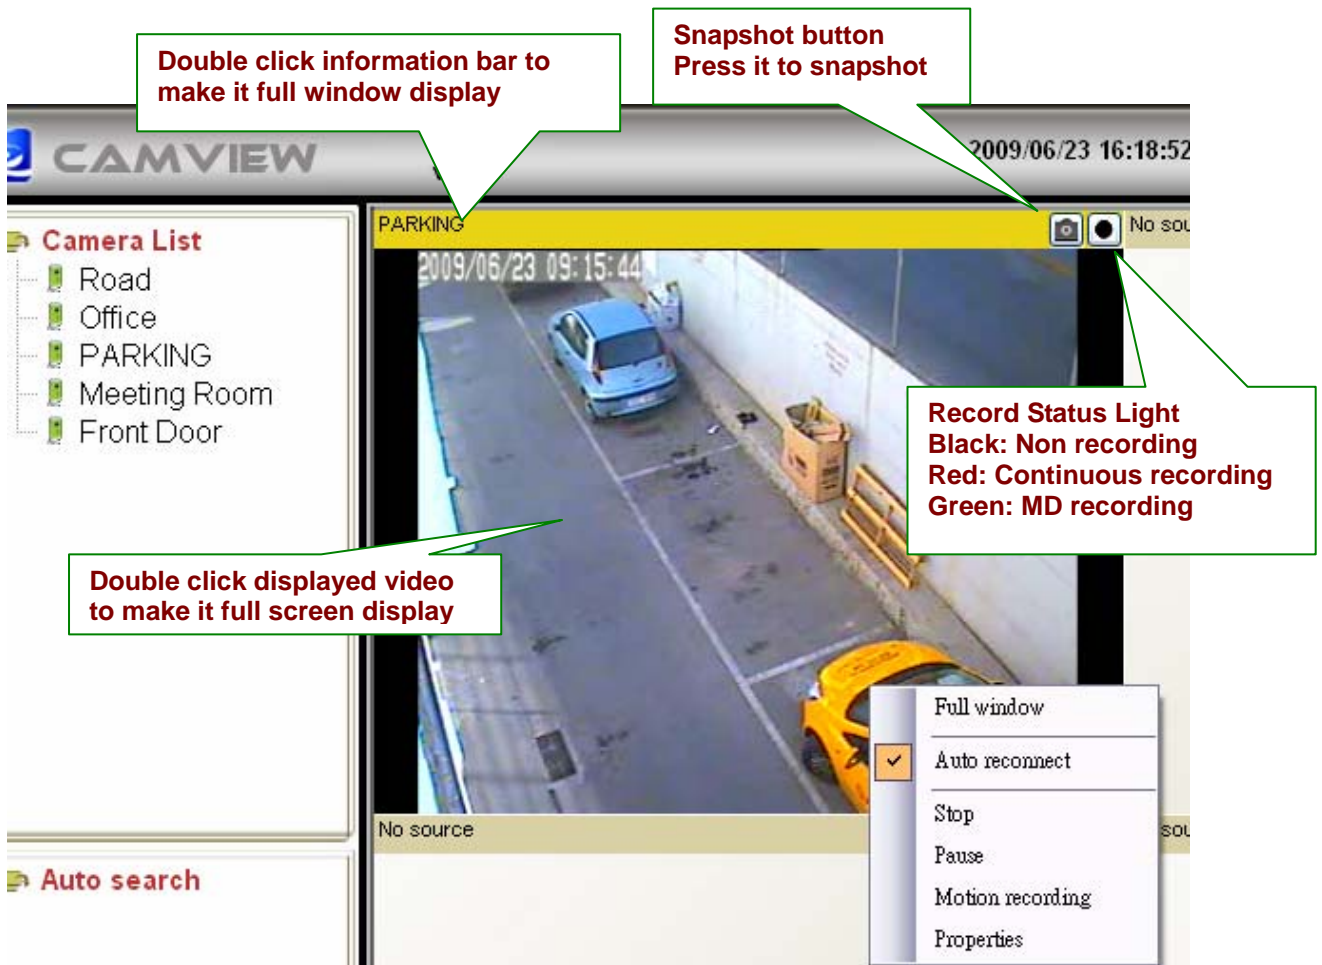 Double click information bar to
make it full window display
Snapshot button
Press it to snapshot
CAMVIEW
2009/06/23 16:18:52
Camera List
Road
Office
PARKING
Meeting Room
Front Door
PARKING
No sou
2009/06/23 09:15:44
Record Status Light
Black: Non recording
Red: Continuous recording
Green: MD recording
Double click displayed video
to make it full screen display
Full window
Auto reconnect
Stop
Pause
Motion recording
Properties
No source
sou
Auto search